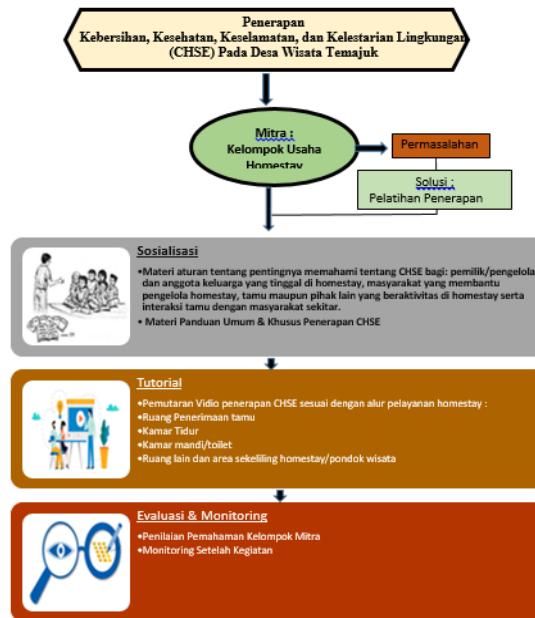 Penerapan
Kebersihan, Kesehatan, Keselamatan, dan Kelestarian Lingkungan
(CHSE) Pada Desa Wisata Temajuk
Mitra :
Kelompok Usaha
Homestay
Permasalahan
Solusi :
Pelatihan Penerapan
Sosialisasi
•Materi aturan tentang pentingnya memahami tentang CHSE bagi: pemilik/pengelola
dan anggota keluarga yang tinggal di homestay, masyarakat yang membantu
pengelola homestay, tamu maupun pihak lain yang beraktivitas di homestay serta
interaksi tamu dengan masyarakat sekitar.
• Materi Panduan Umum & Khusus Penerapan CHSE
Tutorial
•Pemutaran Vidio penerapan CHSE sesuai dengan alur pelayanan homestay :
•Ruang Penerimaan tamu
•Kamar Tidur
•Kamar mandi/toilet
•Ruang lain dan area sekeliling homestay/pondok wisata
Evaluasi & Monitoring
•Penilaian Pemahaman Kelompok Mitra
•Monitoring Setelah Kegiatan